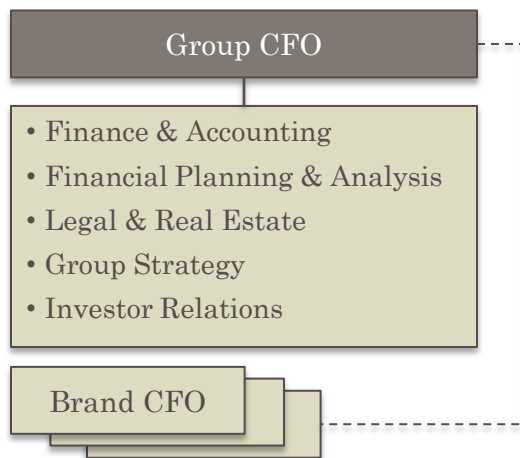 Group CFO
• Finance & Accounting
• Financial Planning & Analysis
• Legal & Real Estate
• Group Strategy
• Investor Relations
Brand CFO